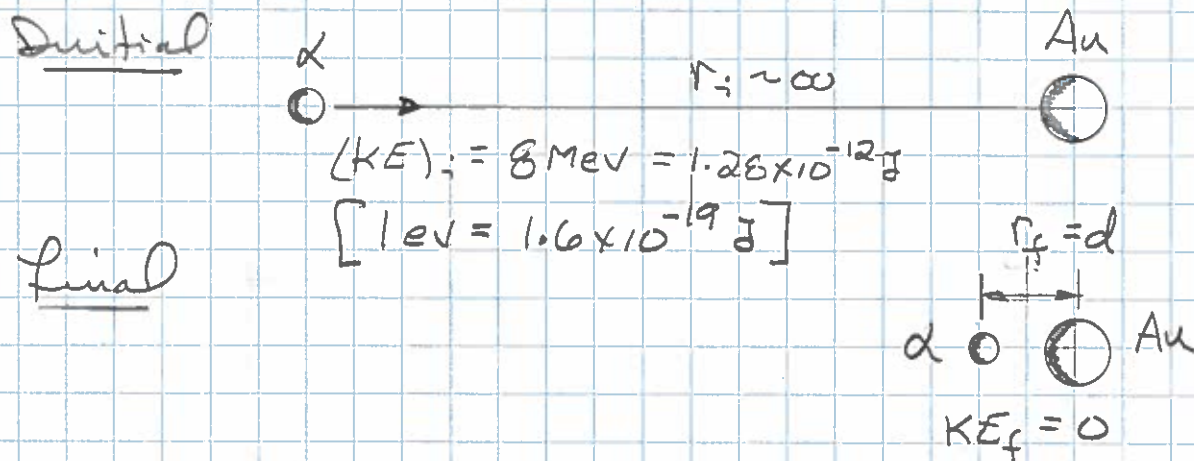 Initial
α
Au
r_i ~ ∞
(KE)_i = 8 MeV = 1.28×10^-12 J
[1 eV = 1.6×10^-19 J]
Final
r_f = d
α
Au
KE_f = 0